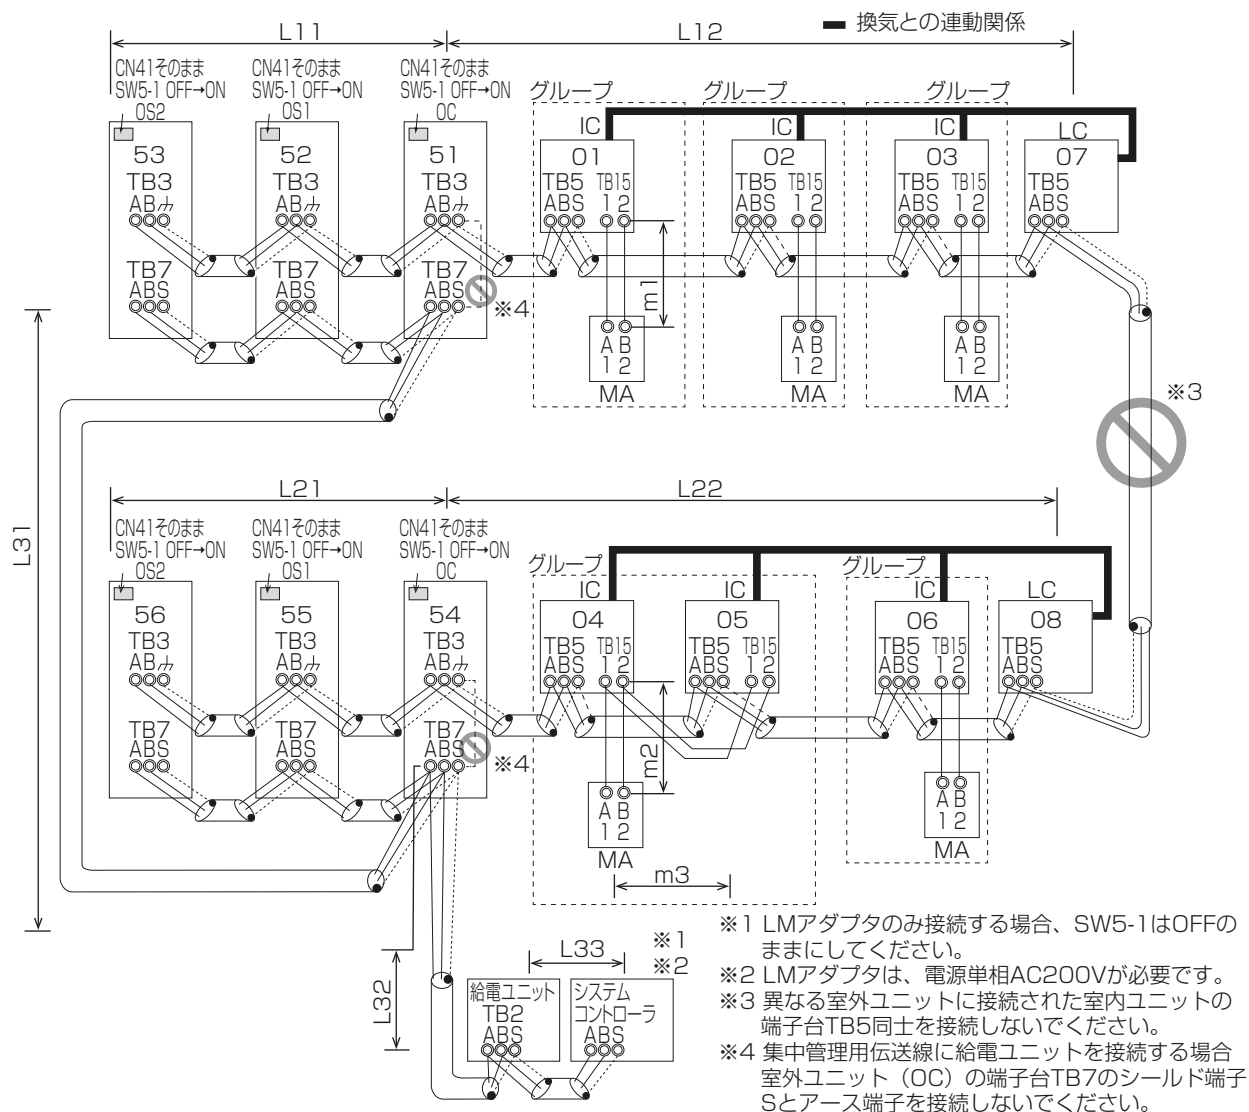 ━ 換気との連動関係
L11
L12
CN41そのまま
SW5-1 OFF→ON
OS2
CN41そのまま
SW5-1 OFF→ON
OS1
CN41そのまま
SW5-1 OFF→ON
OC
グループ
グループ
グループ
IC
IC
IC
LC
53
TB3
AB
TB7
ABS
52
TB3
AB
TB7
ABS
51
TB3
AB
TB7
ABS
※4
01
TB5 TB15
ABS 1 2
02
TB5 TB15
ABS 1 2
03
TB5 TB15
ABS 1 2
07
TB5
ABS
m1
A B
1 2
MA
A B
1 2
MA
A B
1 2
MA
※3
L31
L21
L22
CN41そのまま
SW5-1 OFF→ON
OS2
CN41そのまま
SW5-1 OFF→ON
OS1
CN41そのまま
SW5-1 OFF→ON
OC
グループ
グループ
IC
IC
IC
LC
56
TB3
AB
TB7
ABS
55
TB3
AB
TB7
ABS
54
TB3
AB
TB7
ABS
※4
04
TB5 TB15
ABS 1 2
05
TB5 TB15
ABS 1 2
06
TB5 TB15
ABS 1 2
08
TB5
ABS
m2
A B
1 2
MA
A B
1 2
MA
m3
L32
L33
※1
※2
給電ユニット
TB2
ABS
システム
コントローラ
ABS
※1 LMアダプタのみ接続する場合、SW5-1はOFFの
ままにしてください。
※2 LMアダプタは、電源単相AC200Vが必要です。
※3 異なる室外ユニットに接続された室内ユニットの
端子台TB5同士を接続しないでください。
※4 集中管理用伝送線に給電ユニットを接続する場合
室外ユニット（OC）の端子台TB7のシールド端子
Sとアース端子を接続しないでください。